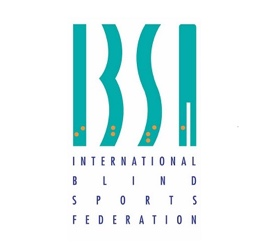 IBSA
INTERNATIONAL
BLIND
SPORTS
FEDERATION